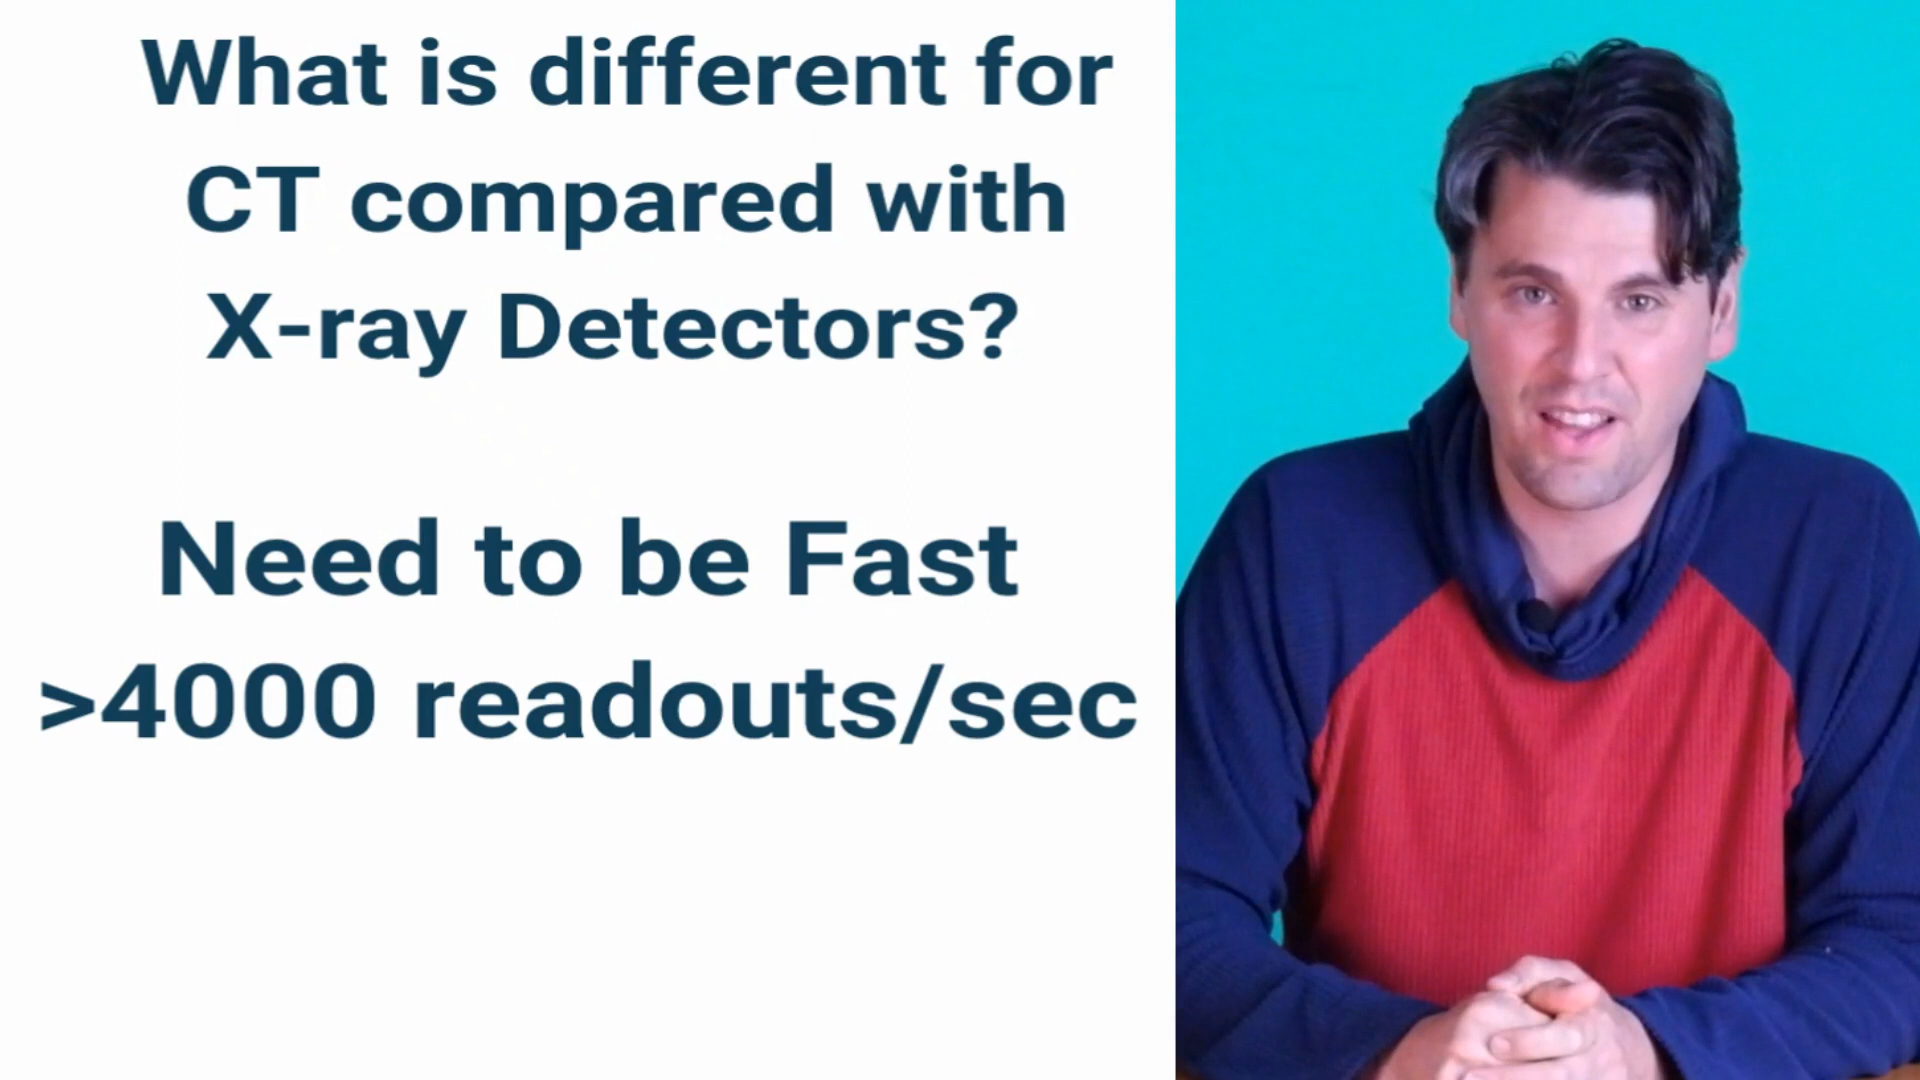 What is different for
CT compared with
X-ray Detectors?
Need to be Fast
>4000 readouts/sec